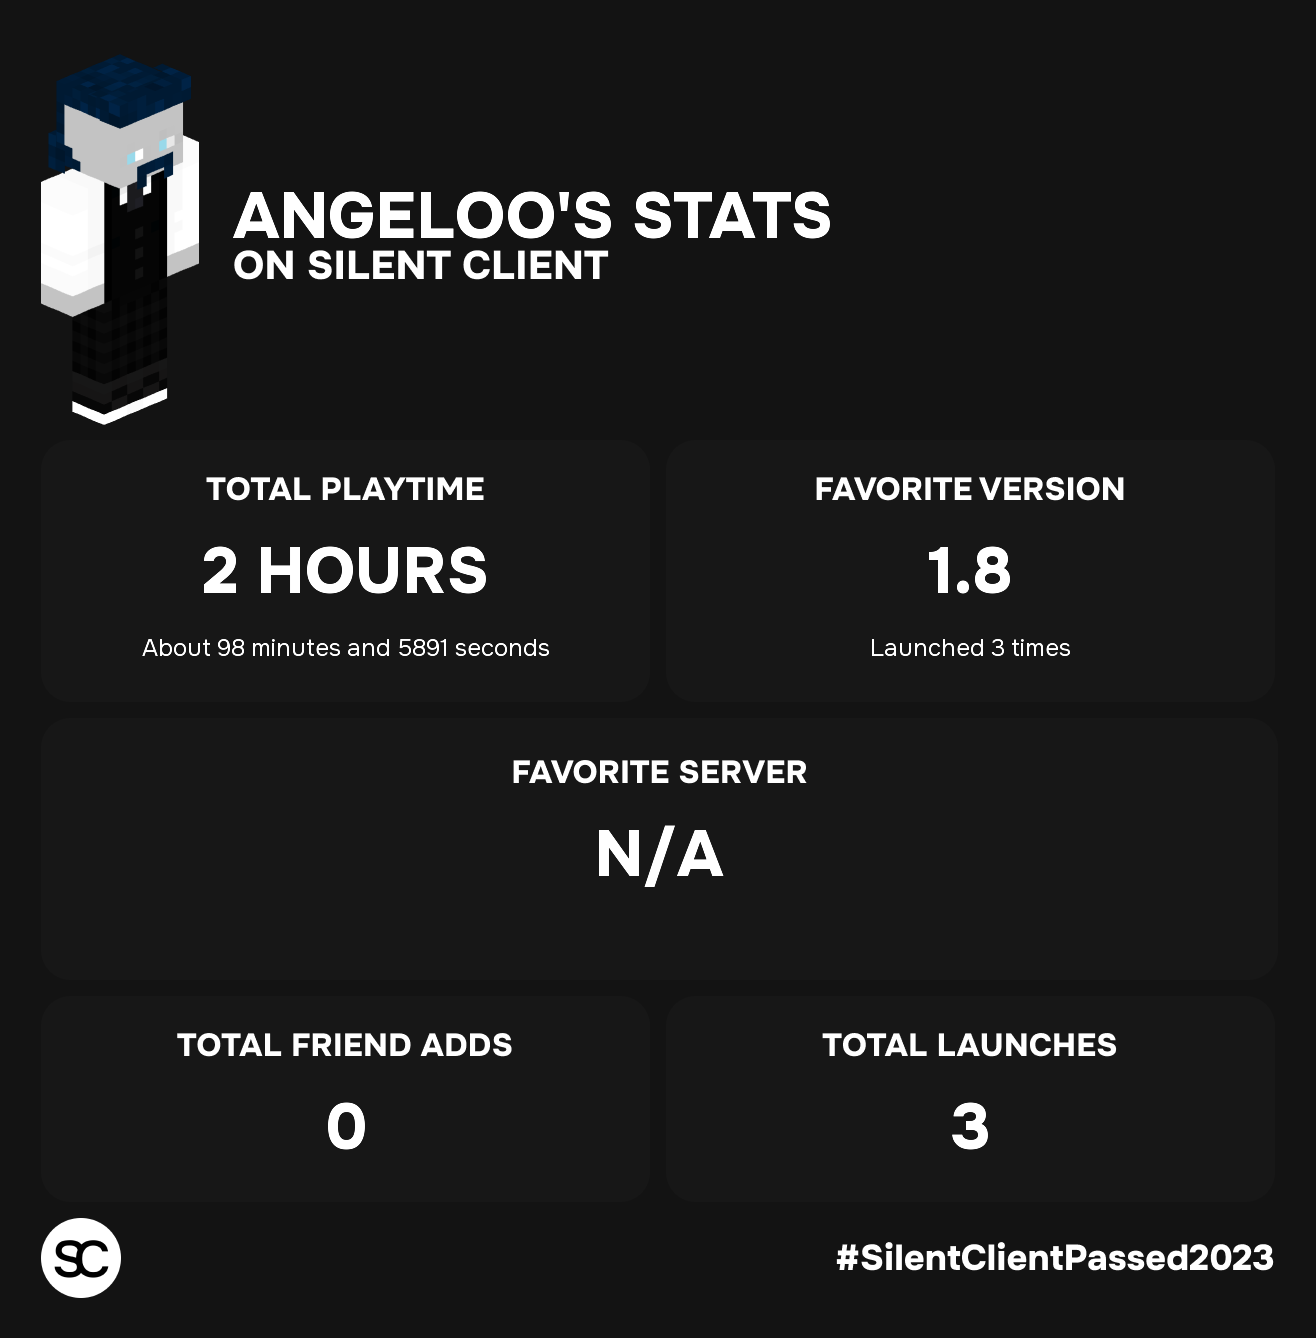 ANGELOO'S STATS
ON SILENT CLIENT
TOTAL PLAYTIME
2 HOURS
About 98 minutes and 5891 seconds
FAVORITE VERSION
1.8
Launched 3 times
FAVORITE SERVER
N/A
TOTAL FRIEND ADDS
0
TOTAL LAUNCHES
3
SC
#SilentClientPassed2023